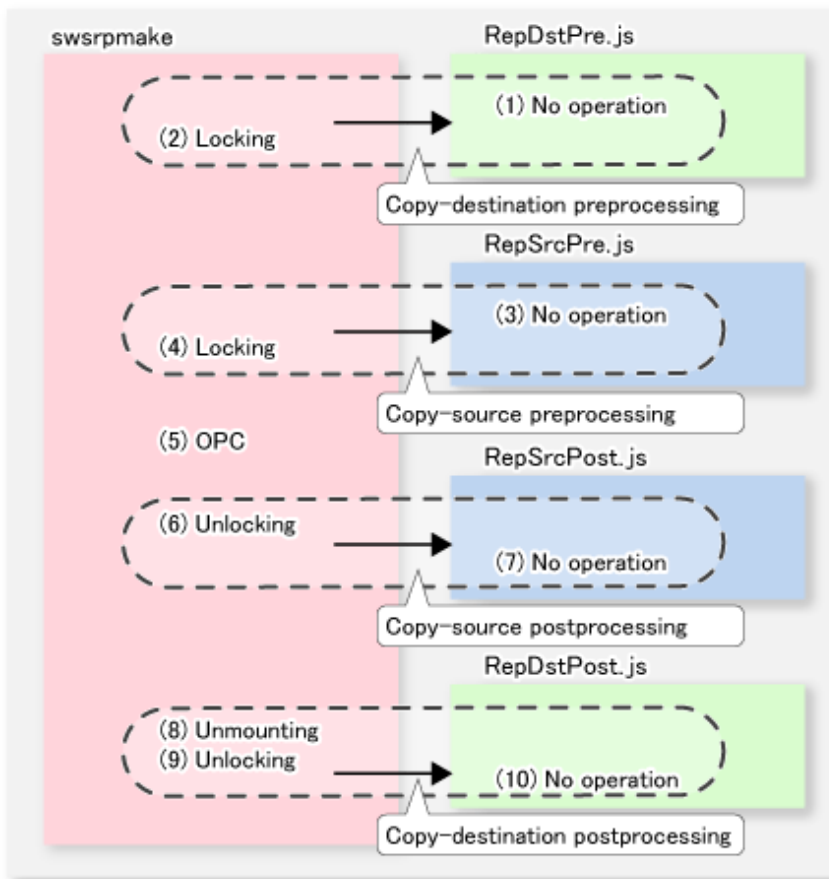 swsrpmake
RepDstPre.js
(1) No operation
(2) Locking
Copy-destination preprocessing
RepSrcPre.js
(3) No operation
(4) Locking
Copy-source preprocessing
(5) OPC
RepSrcPost.js
(6) Unlocking
(7) No operation
Copy-source postprocessing
RepDstPost.js
(8) Unmounting
(9) Unlocking
(10) No operation
Copy-destination postprocessing